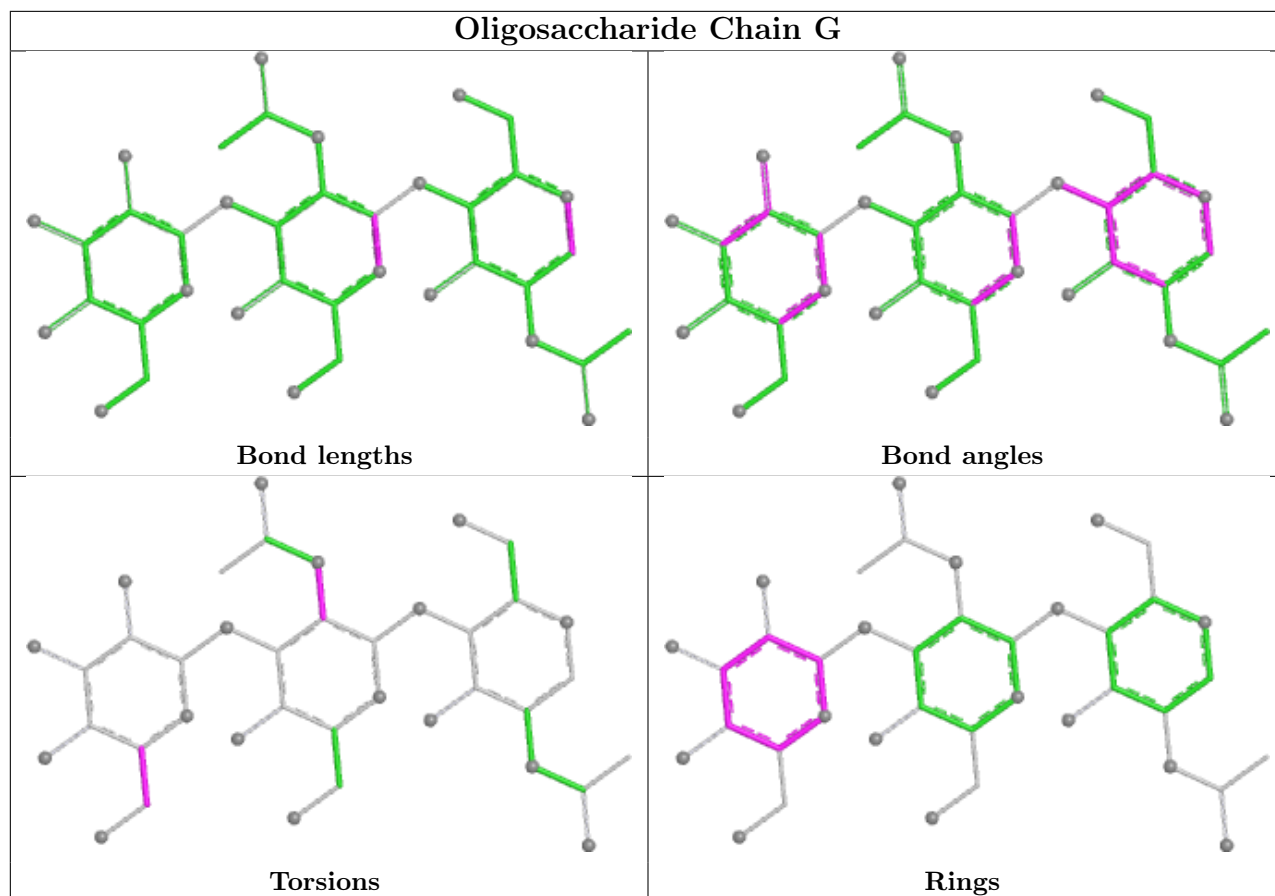 Oligosaccharide Chain G
Bond lengths
Bond angles
Torsions
Rings